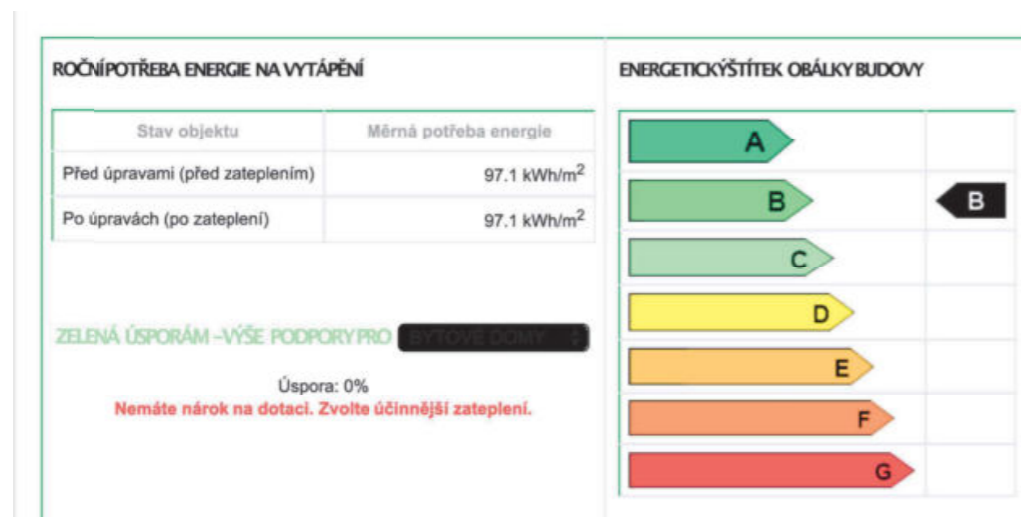 ROČNÍ POTŘEBA ENERGIE NA VYTÁPĚNÍ
Stav objektu Měrná potřeba energie
Před úpravami (před zateplením) 97.1 kWh/m²
Po úpravách (po zateplení) 97.1 kWh/m²
ZELENÁ ÚSPORÁM – VÝŠE PODPORY PRO BYTOVÉ DOMY
Úspora: 0%
Nemáte nárok na dotaci. Zvolte účinnější zateplení.
ENERGETICKÝ ŠTÍTEK OBÁLKY BUDOVY
A
B B
C
D
E
F
G